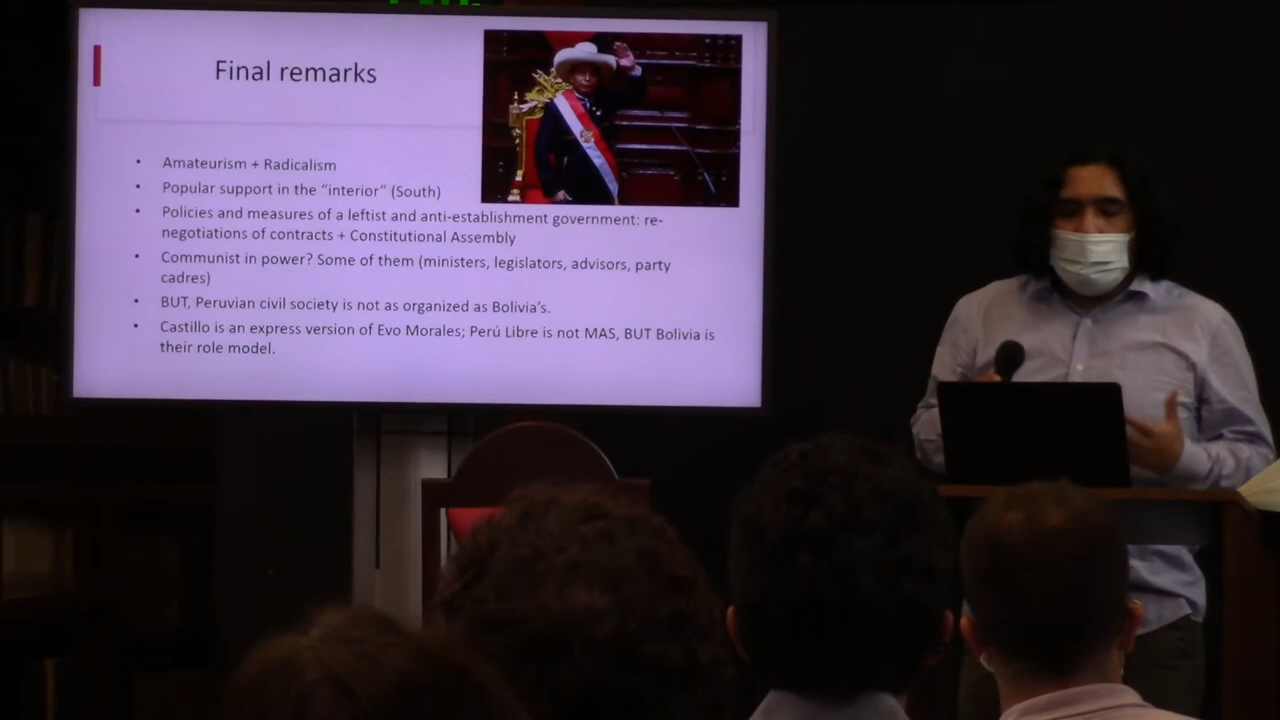 Final remarks
• Amateurism + Radicalism
• Popular support in the “interior” (South)
• Policies and measures of a leftist and anti-establishment government: re-
negotiations of contracts + Constitutional Assembly
• Communist in power? Some of them (ministers, legislators, advisors, party
cadres)
• BUT, Peruvian civil society is not as organized as Bolivia’s.
• Castillo is an express version of Evo Morales; Perú Libre is not MAS, BUT Bolivia is
their role model.